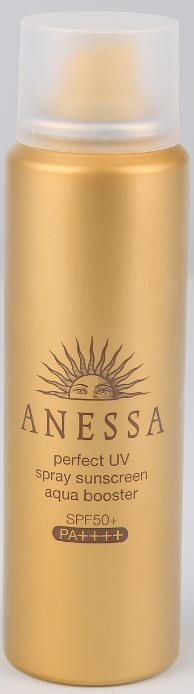 ANESSA
perfect UV
spray sunscreen
aqua booster
SPF50+
PA++++